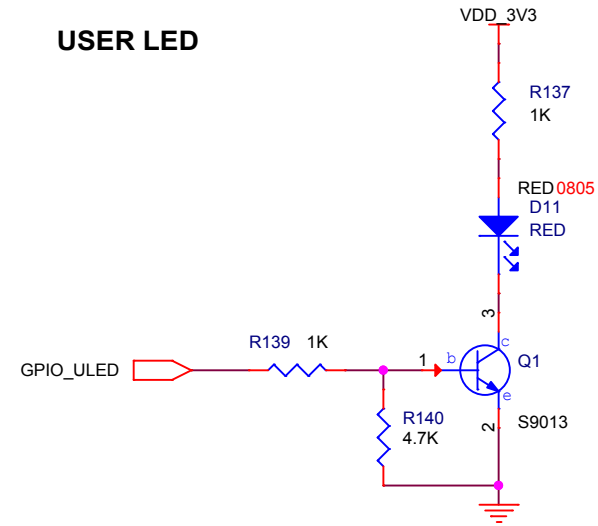 USER LED
VDD_3V3
R137
1K
RED 0805
D11
RED
3
c
R139 1K
1
b
Q1
GPIO_ULED
e
R140
4.7K
2
S9013